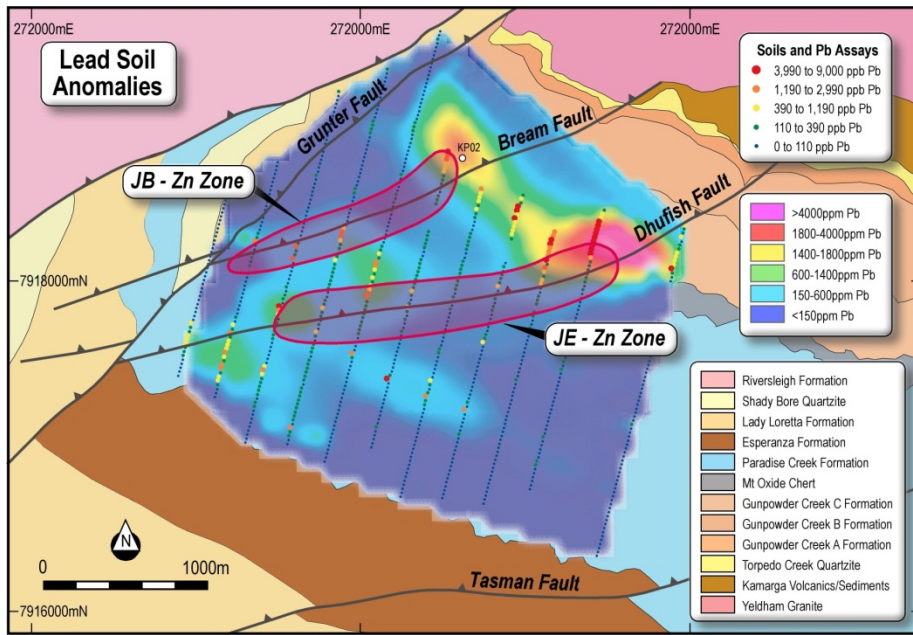 272000mE
272000mE
272000mE
Lead Soil
Anomalies
Soils and Pb Assays
3,990 to 9,000 ppb Pb
1,190 to 2,990 ppb Pb
390 to 1,190 ppb Pb
110 to 390 ppb Pb
0 to 110 ppb Pb
Grunter Fault
Bream Fault
KP02
JB - Zn Zone
Dhufish Fault
>4000ppm Pb
1800-4000ppm Pb
1400-1800ppm Pb
600-1400ppm Pb
150-600ppm Pb
<150ppm Pb
7918000mN
JE - Zn Zone
Riversleigh Formation
Shady Bore Quartzite
Lady Loretta Formation
Esperanza Formation
Paradise Creek Formation
Mt Oxide Chert
Gunpowder Creek C Formation
Gunpowder Creek B Formation
Gunpowder Creek A Formation
Torpedo Creek Quartzite
Kamarga Volcanics/Sediments
Yeldham Granite
N
0
1000m
Tasman Fault
7916000mN